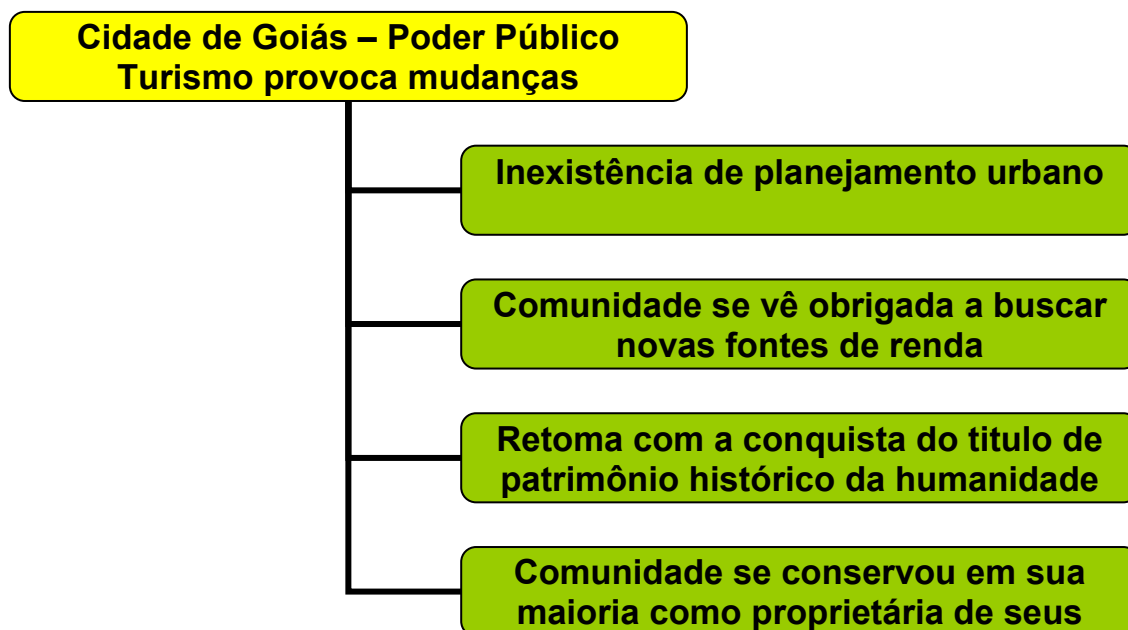 Cidade de Goiás – Poder Público
Turismo provoca mudanças
Inexistência de planejamento urbano
Comunidade se vê obrigada a buscar
novas fontes de renda
Retoma com a conquista do titulo de
patrimônio histórico da humanidade
Comunidade se conservou em sua
maioria como proprietária de seus